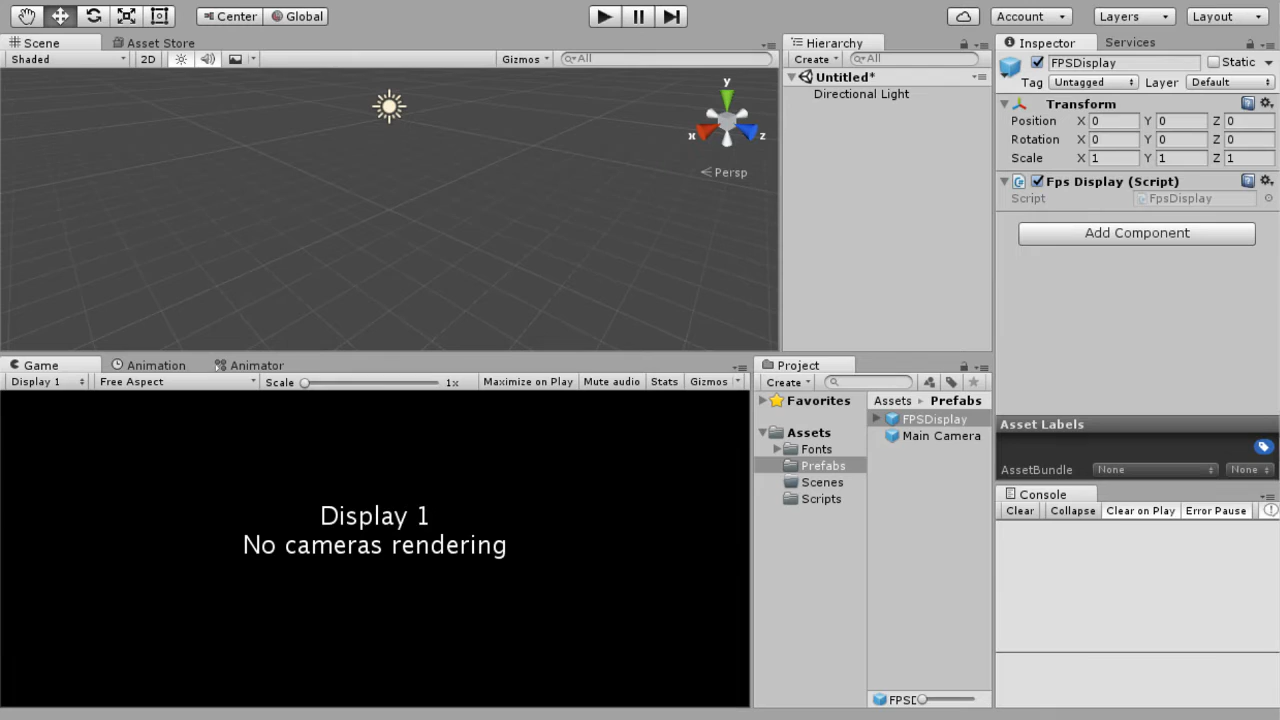 Center Global Account Layers Layout
Scene Asset Store
Shaded 2D Gizmos All
y
x z
Persp
Hierarchy
Create All
Untitled*
Directional Light
Inspector Services
FPSDisplay Static
Tag Untagged Layer Default
Transform
Position X 0 Y 0 Z 0
Rotation X 0 Y 0 Z 0
Scale X 1 Y 1 Z 1
Fps Display (Script)
Script FpsDisplay
Add Component
Game Animation Animator
Display 1 Free Aspect Scale 1x Maximize on Play Mute audio Stats Gizmos
Display 1
No cameras rendering
Project
Create
Favorites
Assets
Fonts
Prefabs
Scenes
Scripts
Assets Prefabs
FPSDisplay
Main Camera
FPSD
Asset Labels
AssetBundle None None
Console
Clear Collapse Clear on Play Error Pause